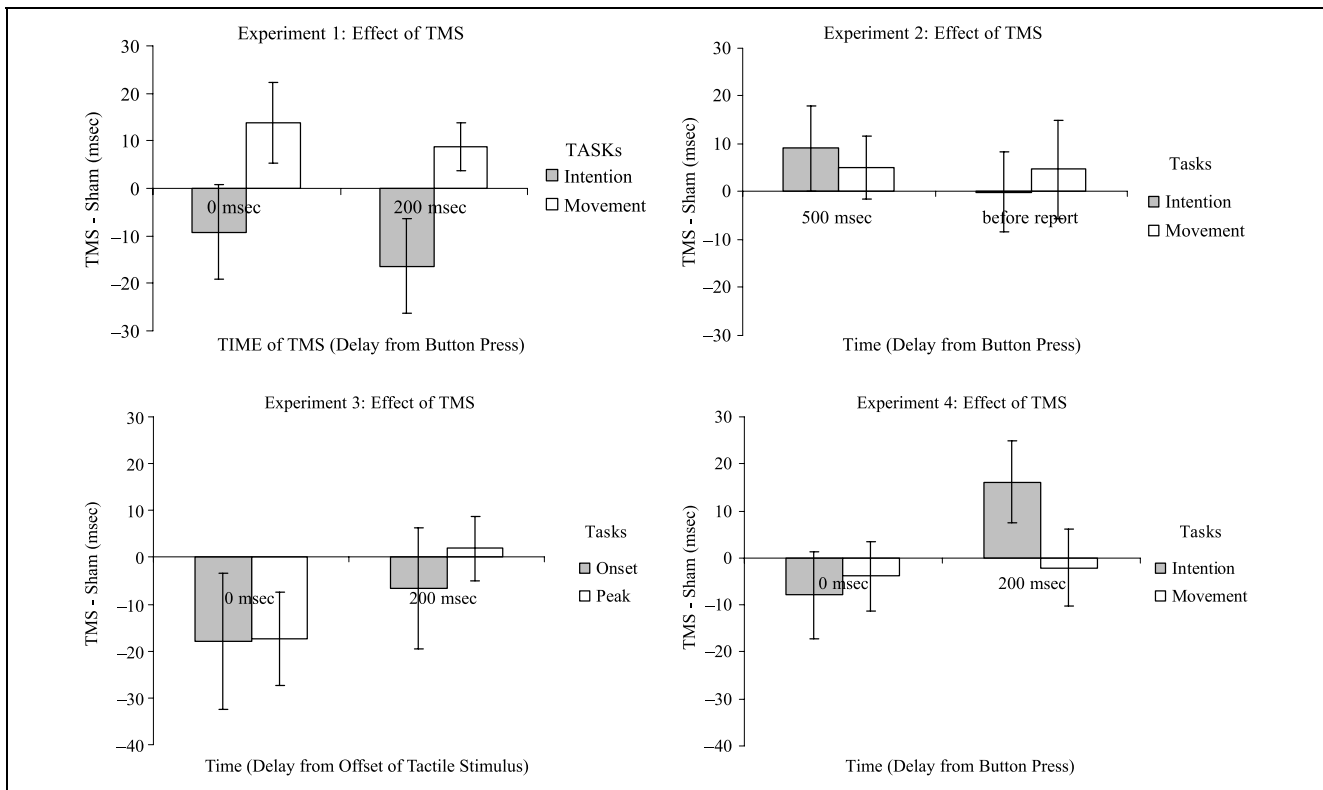 Experiment 1: Effect of TMS
30
20
10
0
–10
–20
–30
TMS - Sham (msec)
0 msec
200 msec
TASKs
Intention
Movement
TIME of TMS (Delay from Button Press)
Experiment 2: Effect of TMS
30
20
10
0
–10
–20
–30
TMS - Sham (msec)
500 msec
before report
Tasks
Intention
Movement
Time (Delay from Button Press)
Experiment 3: Effect of TMS
30
20
10
0
–10
–20
–30
–40
TMS - Sham (msec)
0 msec
200 msec
Tasks
Onset
Peak
Time (Delay from Offset of Tactile Stimulus)
Experiment 4: Effect of TMS
30
20
10
0
–10
–20
–30
–40
TMS - Sham (msec)
0 msec
200 msec
Tasks
Intention
Movement
Time (Delay from Button Press)